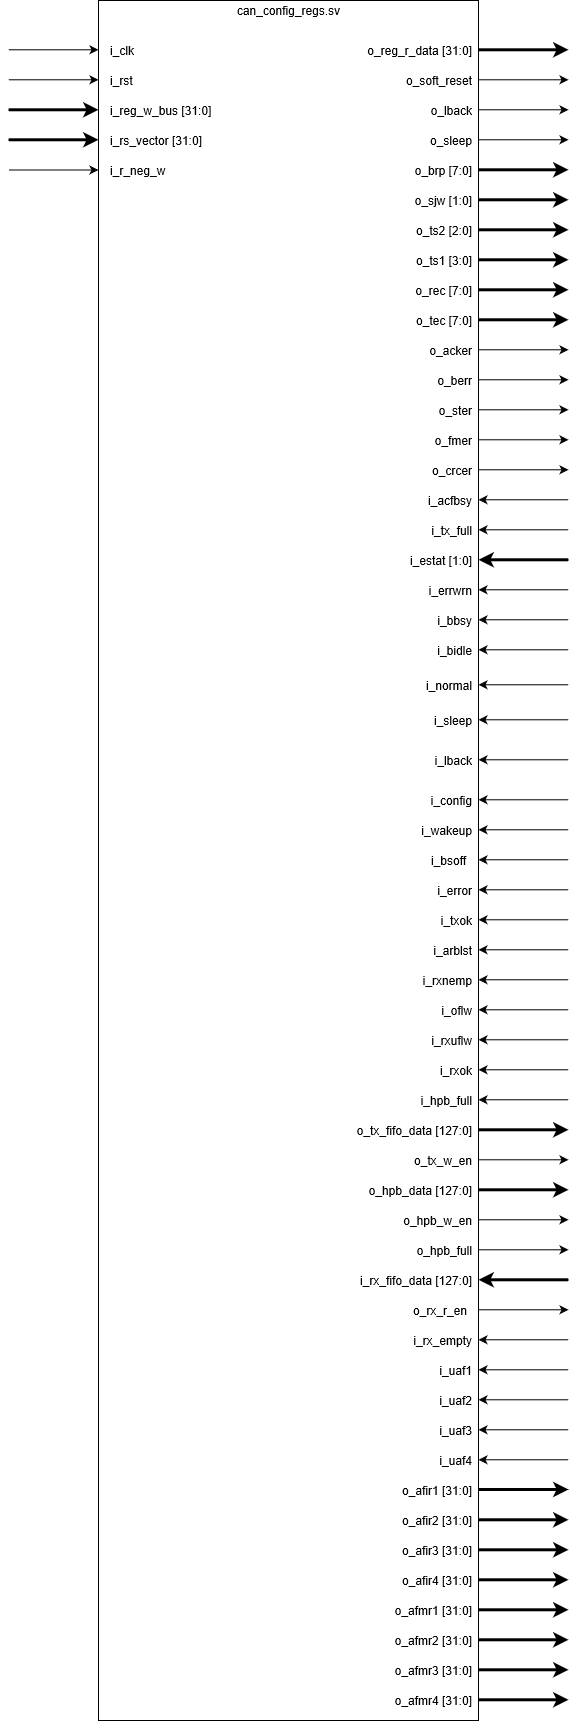 can_config_regs.sv
i_clk
i_rst
i_reg_w_bus [31:0]
i_rs_vector [31:0]
i_r_neg_w
o_reg_r_data [31:0]
o_soft_reset
o_lback
o_sleep
o_brp [7:0]
o_sjw [1:0]
o_ts2 [2:0]
o_ts1 [3:0]
o_rec [7:0]
o_tec [7:0]
o_acker
o_berr
o_ster
o_fmer
o_crcer
i_acfbsy
i_tx_full
i_estat [1:0]
i_errwrn
i_bbsy
i_bidle
i_normal
i_sleep
i_lback
i_config
i_wakeup
i_bsoff
i_error
i_txok
i_arblst
i_rxnemp
i_oflw
i_rxuflw
i_rxok
i_hpb_full
o_tx_fifo_data [127:0]
o_tx_w_en
o_hpb_data [127:0]
o_hpb_w_en
o_hpb_full
i_rx_fifo_data [127:0]
o_rx_r_en
i_rx_empty
i_uaf1
i_uaf2
i_uaf3
i_uaf4
o_afir1 [31:0]
o_afir2 [31:0]
o_afir3 [31:0]
o_afir4 [31:0]
o_afmr1 [31:0]
o_afmr2 [31:0]
o_afmr3 [31:0]
o_afmr4 [31:0]